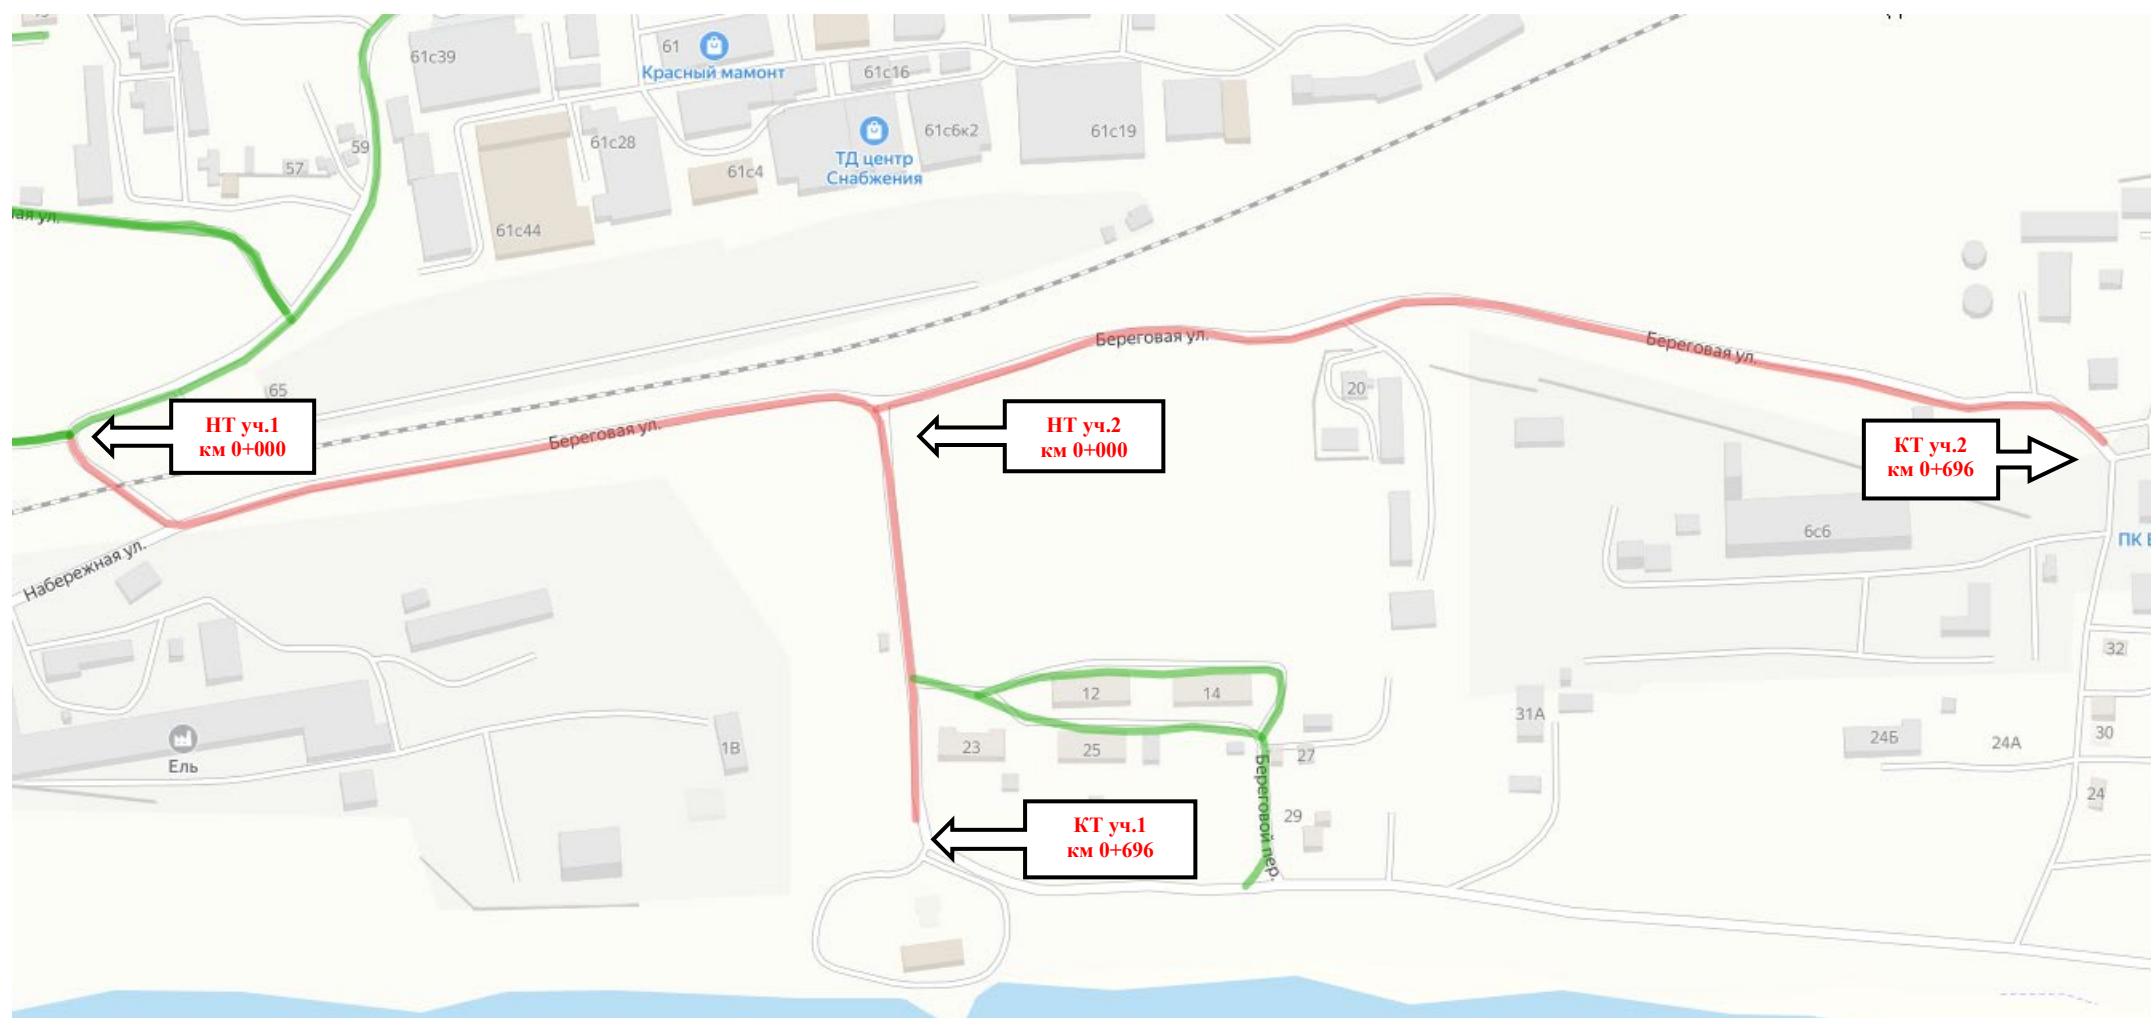 61с39
61
Красный мамонт
61с16
61с28
61с6к2
61с19
ТД центр
Снабжения
59
57
61с4
ая ул.
61с44
Береговая ул.
Береговая ул.
65
20
НТ уч.1
км 0+000
НТ уч.2
км 0+000
Береговая ул.
КТ уч.2
км 0+696
6с6
ПК
Набережная ул.
32
12
14
31А
30
1В
23
25
27
24Б
24А
Ель
24
Береговой пер.
29
КТ уч.1
км 0+696